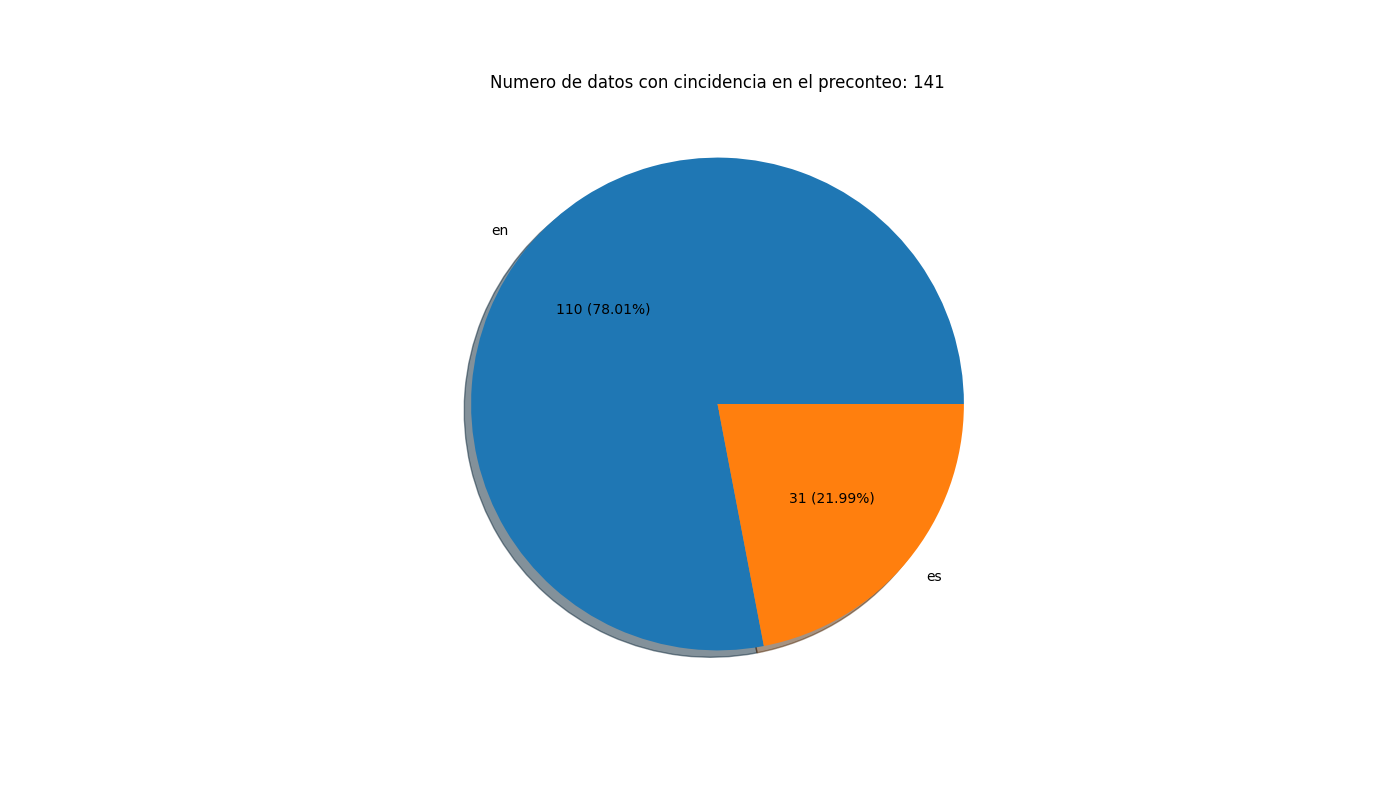 Numero de datos con cincidencia en el preconteo: 141
en
110 (78.01%)
31 (21.99%)
es